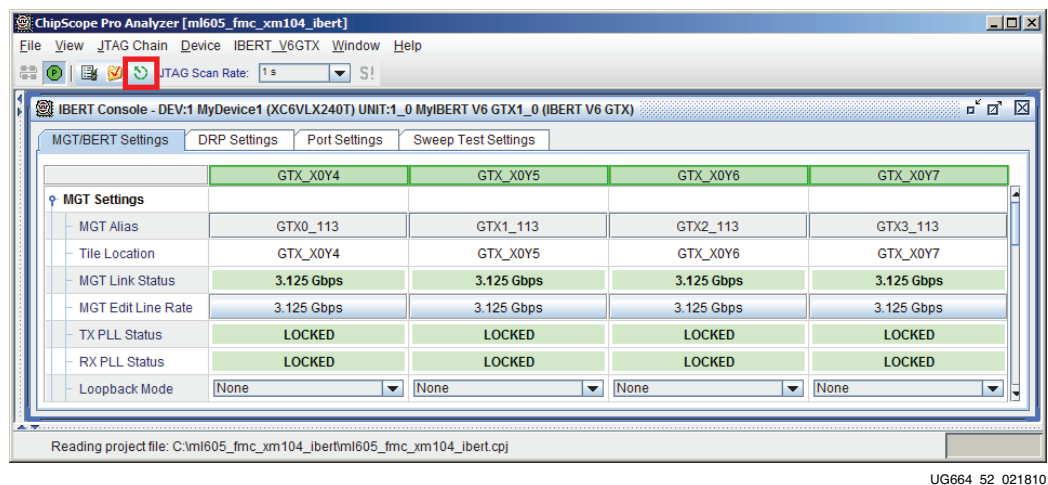 ChipScope Pro Analyzer [ml605_fmc_xm104_ibert]
File View JTAG Chain Device IBERT_V6GTX Window Help
P JTAG Scan Rate: 1 s S!
IBERT Console - DEV:1 MyDevice1 (XC6VLX240T) UNIT:1_0 MyIBERT V6 GTX1_0 (IBERT V6 GTX)
MGT/BERT Settings DRP Settings Port Settings Sweep Test Settings
GTX_X0Y4 GTX_X0Y5 GTX_X0Y6 GTX_X0Y7
MGT Settings
MGT Alias GTX0_113 GTX1_113 GTX2_113 GTX3_113
Tile Location GTX_X0Y4 GTX_X0Y5 GTX_X0Y6 GTX_X0Y7
MGT Link Status 3.125 Gbps 3.125 Gbps 3.125 Gbps 3.125 Gbps
MGT Edit Line Rate 3.125 Gbps 3.125 Gbps 3.125 Gbps 3.125 Gbps
TX PLL Status LOCKED LOCKED LOCKED LOCKED
RX PLL Status LOCKED LOCKED LOCKED LOCKED
Loopback Mode None None None None
Reading project file: C:\ml605_fmc_xm104_ibert\ml605_fmc_xm104_ibert.cpj
UG664_52_021810